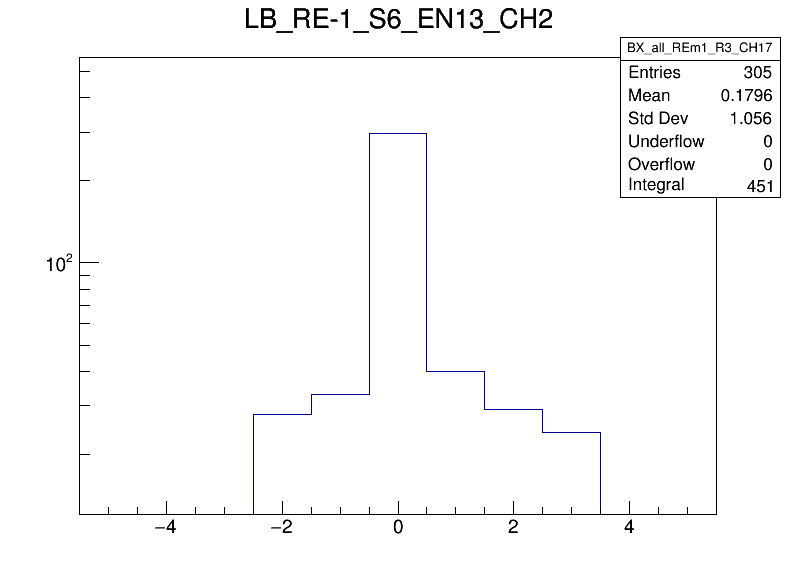 LB_RE-1_S6_EN13_CH2
BX_all_REm1_R3_CH17
Entries 305
Mean 0.1796
Std Dev 1.056
Underflow 0
Overflow 0
Integral 451
10²
−4 −2 0 2 4